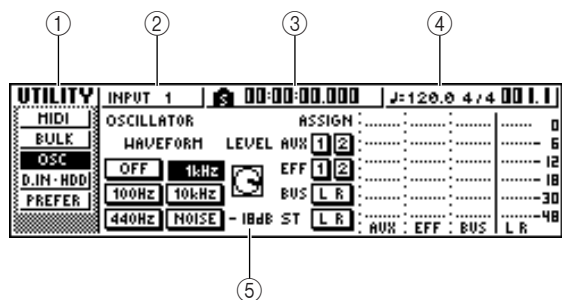 ① ② ③ ④
UTILITY INPUT 1 S 00:00:00.000 ♩=120.0 4/4 001.1
MIDI OSCILLATOR ASSIGN 0
BULK WAVEFORM LEVEL AUX 1 2 6
OSC OFF 1kHz EFF 1 2 12
D.IN·HDD 100Hz 10kHz BUS L R 18
PREFER 30
440Hz NOISE -18dB ST L R 48
AUX EFF BUS L R
⑤